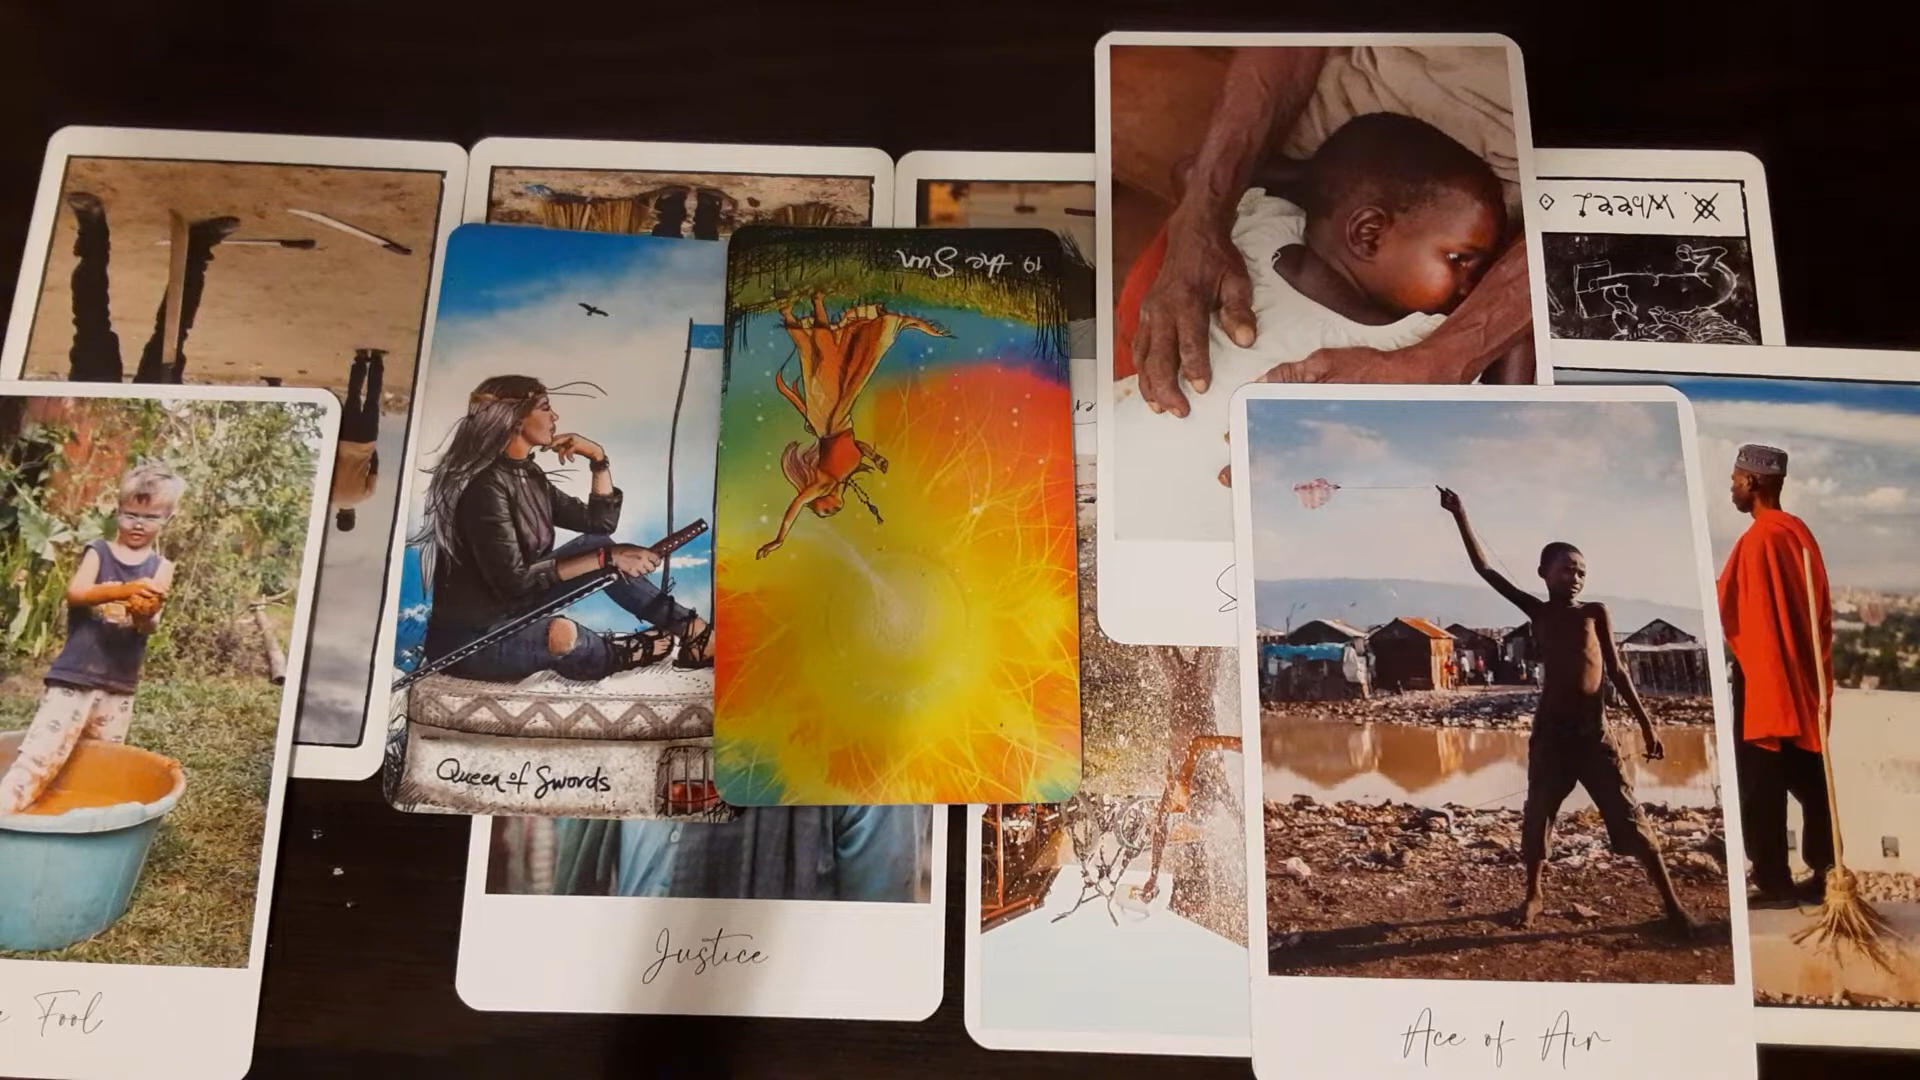 19 the Sun
X. Wheel
Queen of Swords
Justice
Fool
Ace of Air